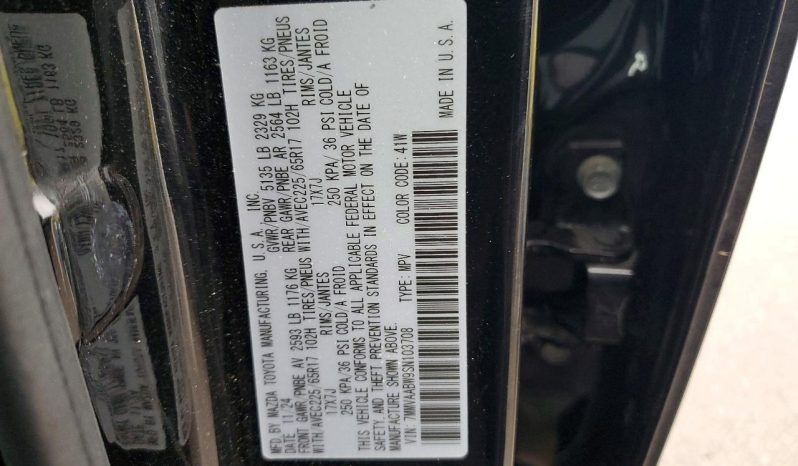 MFD.BY MAZDA TOYOTA MANUFACTURING, U.S.A. INC.
DATE 11/24 GVWR/PNBV 5135 LB 2329 KG
FRONT GAWR/PNBE AV 2593 LB 1176 KG REAR GAWR/PNBE AR 2564 LB 1163 KG
WITH/AVEC225/65R17 102H TIRES/PNEUS WITH/AVEC225/65R17 102H TIRES/PNEUS
17X7J RIMS/JANTES 17X7J RIMS/JANTES
250 KPA/36 PSI COLD/A FROID 250 KPA/36 PSI COLD/A FROID
THIS VEHICLE CONFORMS TO ALL APPLICABLE FEDERAL MOTOR VEHICLE
SAFETY AND THEFT PREVENTION STANDARDS IN EFFECT ON THE DATE OF
MANUFACTURE SHOWN ABOVE.
VIN: 7MMVAABW9SN103708 TYPE: MPV COLOR CODE: 41W
MADE IN U.S.A.